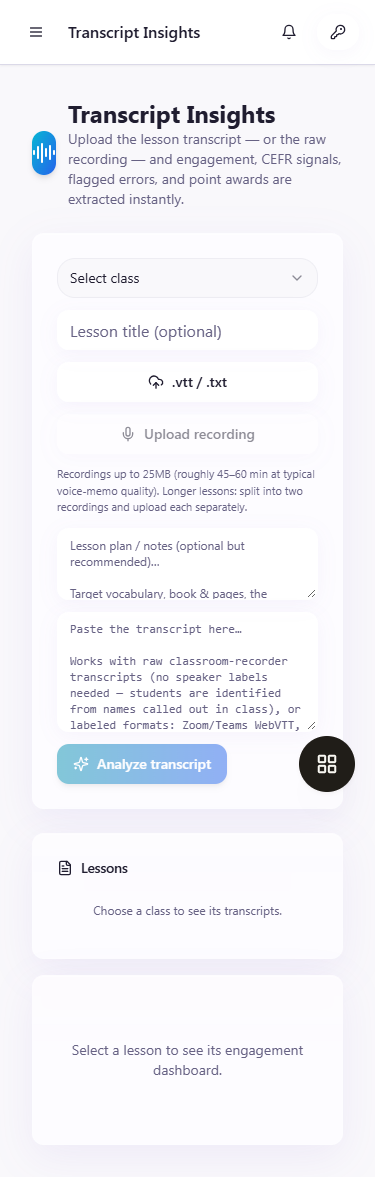 Transcript Insights
Transcript Insights
Upload the lesson transcript — or the raw
recording — and engagement, CEFR signals,
flagged errors, and point awards are
extracted instantly.
Select class
Lesson title (optional)
.vtt / .txt
Upload recording
Recordings up to 25MB (roughly 45–60 min at typical
voice-memo quality). Longer lessons: split into two
recordings and upload each separately.
Lesson plan / notes (optional but
recommended)...
Target vocabulary, book & pages, the
Paste the transcript here…
Works with raw classroom-recorder
transcripts (no speaker labels
needed — students are identified
from names called out in class), or
labeled formats: Zoom/Teams WebVTT,
Analyze transcript
Lessons
Choose a class to see its transcripts.
Select a lesson to see its engagement
dashboard.